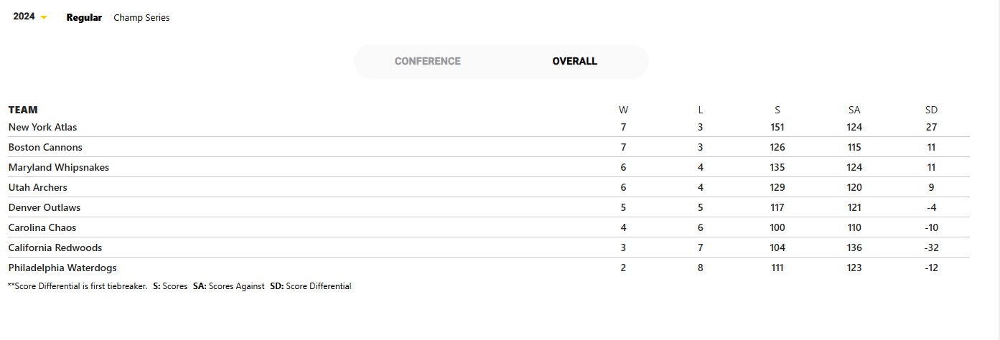 2024 Regular Champ Series
CONFERENCE OVERALL
TEAM W L S SA SD
New York Atlas 7 3 151 124 27
Boston Cannons 7 3 126 115 11
Maryland Whipsnakes 6 4 135 124 11
Utah Archers 6 4 129 120 9
Denver Outlaws 5 5 117 121 -4
Carolina Chaos 4 6 100 110 -10
California Redwoods 3 7 104 136 -32
Philadelphia Waterdogs 2 8 111 123 -12
**Score Differential is first tiebreaker. S: Scores SA: Scores Against SD: Score Differential